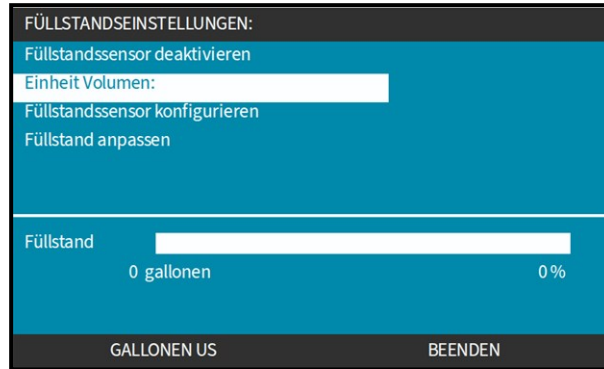 FÜLLSTANDSEINSTELLUNGEN:
Füllstandssensor deaktivieren
Einheit Volumen:
Füllstandssensor konfigurieren
Füllstand anpassen
Füllstand
0 gallonen 0 %
GALLONEN US BEENDEN